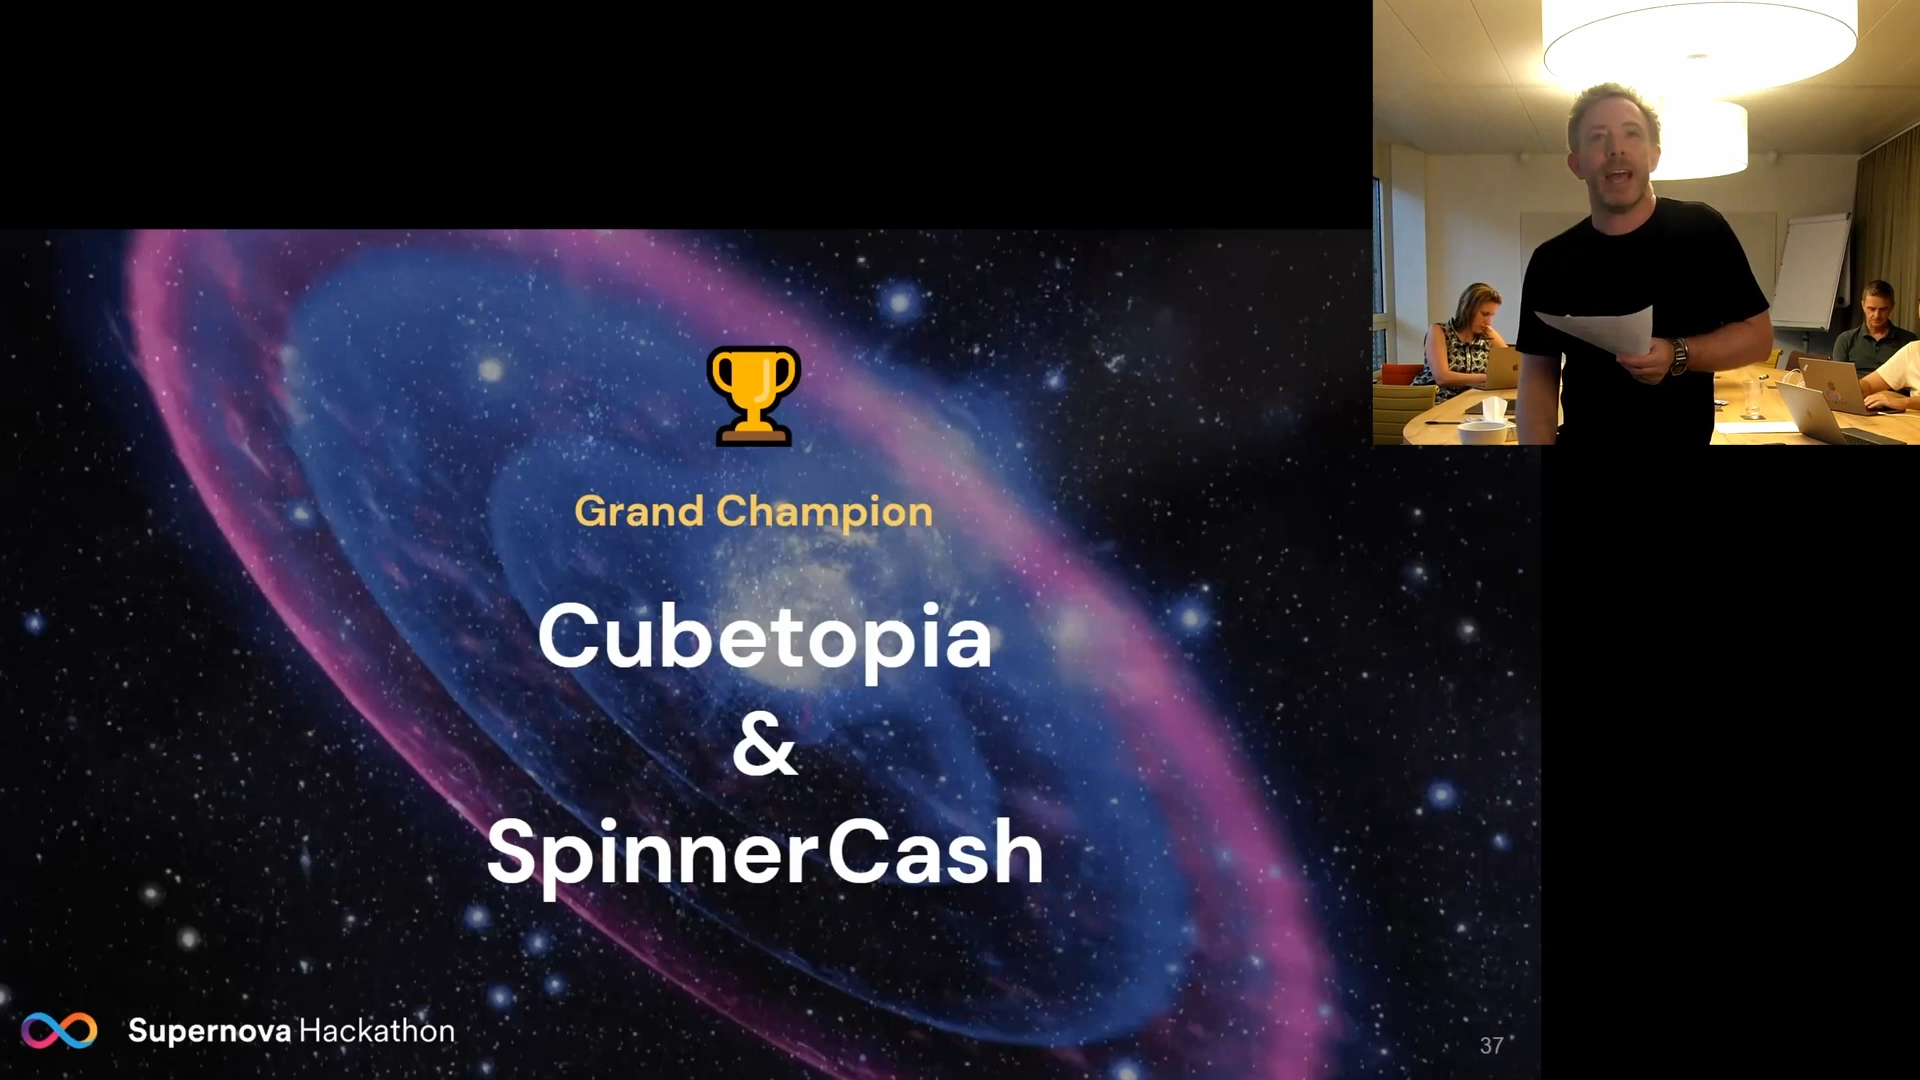 Grand Champion
Cubetopia
&
SpinnerCash
Supernova Hackathon
37